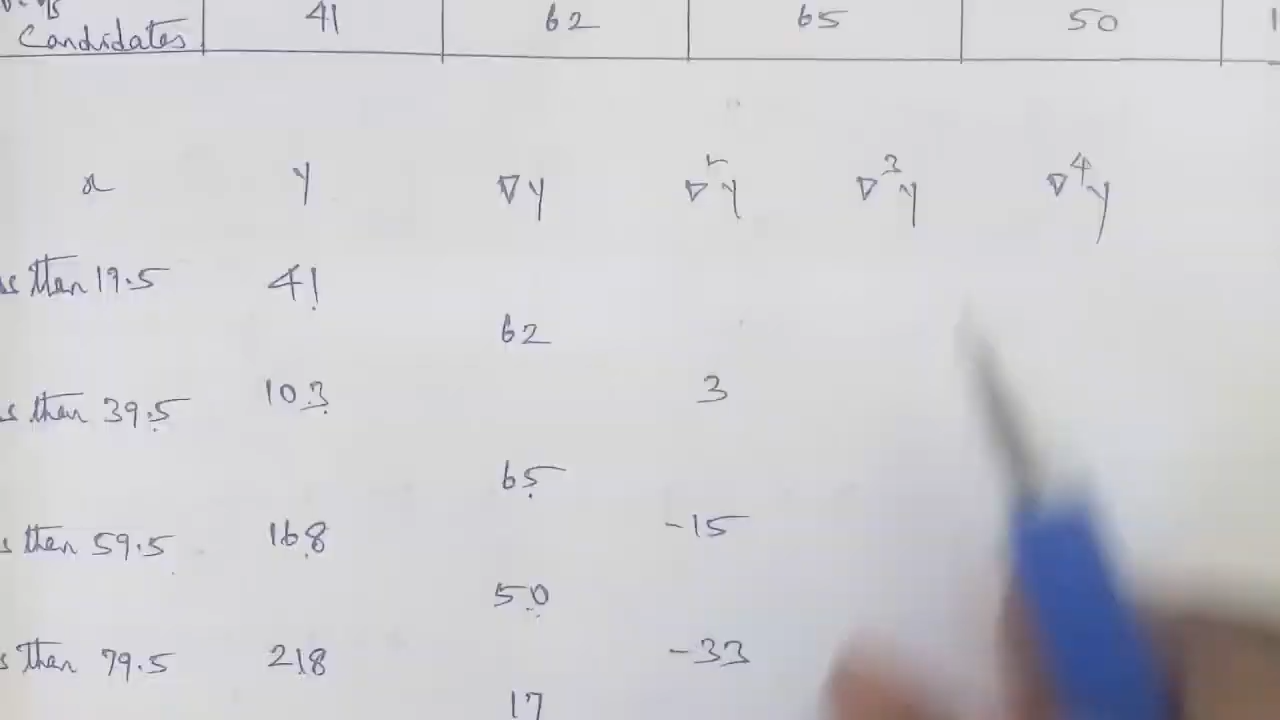 Candidates 41 62 65 50 1
x y ∇y ∇²y ∇³y ∇⁴y
s than 19.5 41
62
s than 39.5 103 3
65
s than 59.5 168 -15
50
s than 79.5 218 -33
17